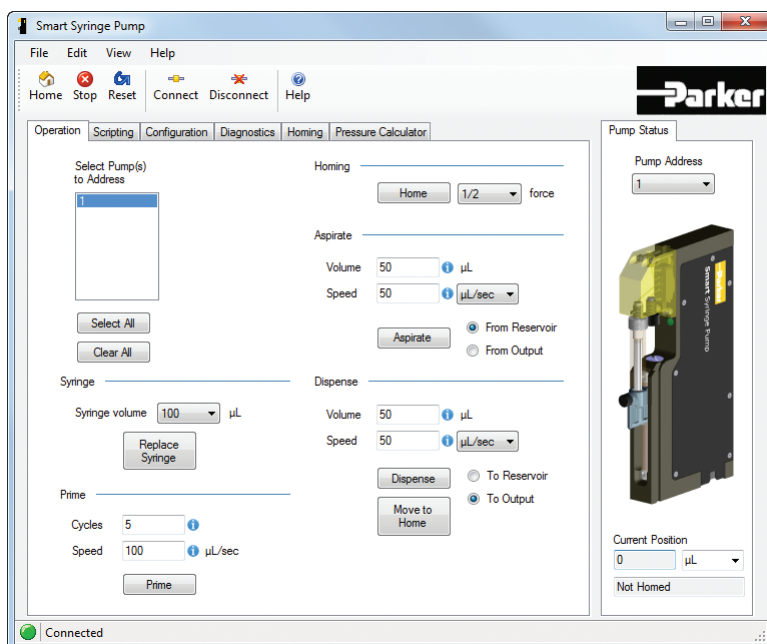 Smart Syringe Pump
File Edit View Help
Home Stop Reset Connect Disconnect Help
Parker
Operation Scripting Configuration Diagnostics Homing Pressure Calculator
Select Pump(s)
to Address
1
Select All
Clear All
Syringe
Syringe volume 100 µL
Replace
Syringe
Prime
Cycles 5
Speed 100 µL/sec
Prime
Homing
Home 1/2 force
Aspirate
Volume 50 µL
Speed 50 µL/sec
Aspirate
From Reservoir
From Output
Dispense
Volume 50 µL
Speed 50 µL/sec
Dispense
To Reservoir
To Output
Move to
Home
Pump Status
Pump Address
1
Parker
Smart Syringe Pump
Current Position
0 µL
Not Homed
Connected